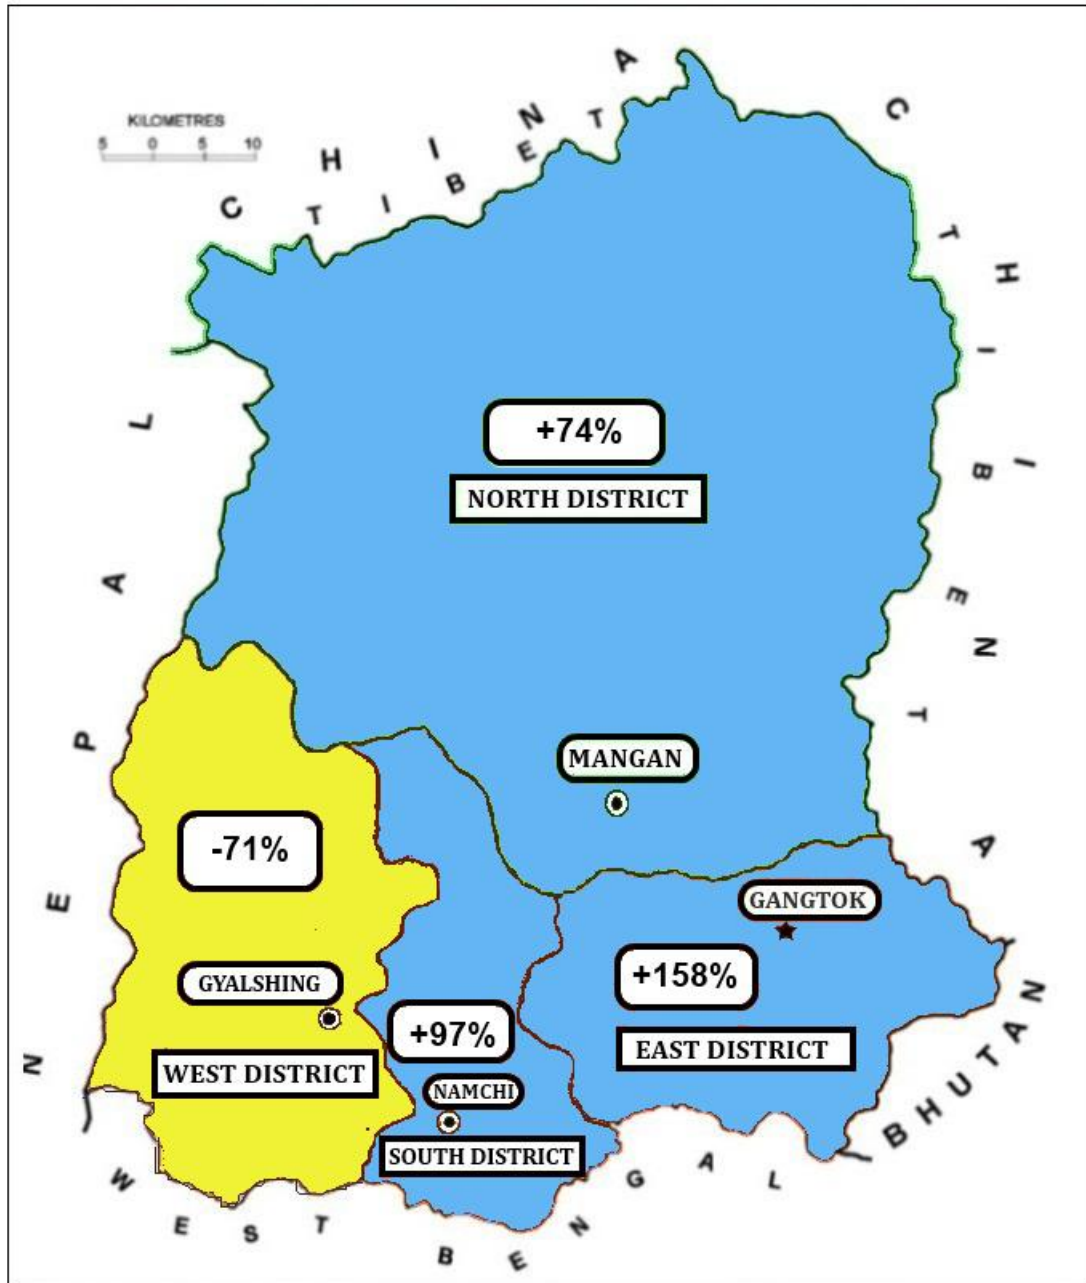 KILOMETRES
5 0 5 10
CHINA
TIBET
CHINA
TIBET
NEPAL
+74%
NORTH DISTRICT
MANGAN
-71%
GYALSHING
WEST DISTRICT
GANGTOK
+158%
EAST DISTRICT
+97%
NAMCHI
SOUTH DISTRICT
BHUTAN
WEST BENGAL